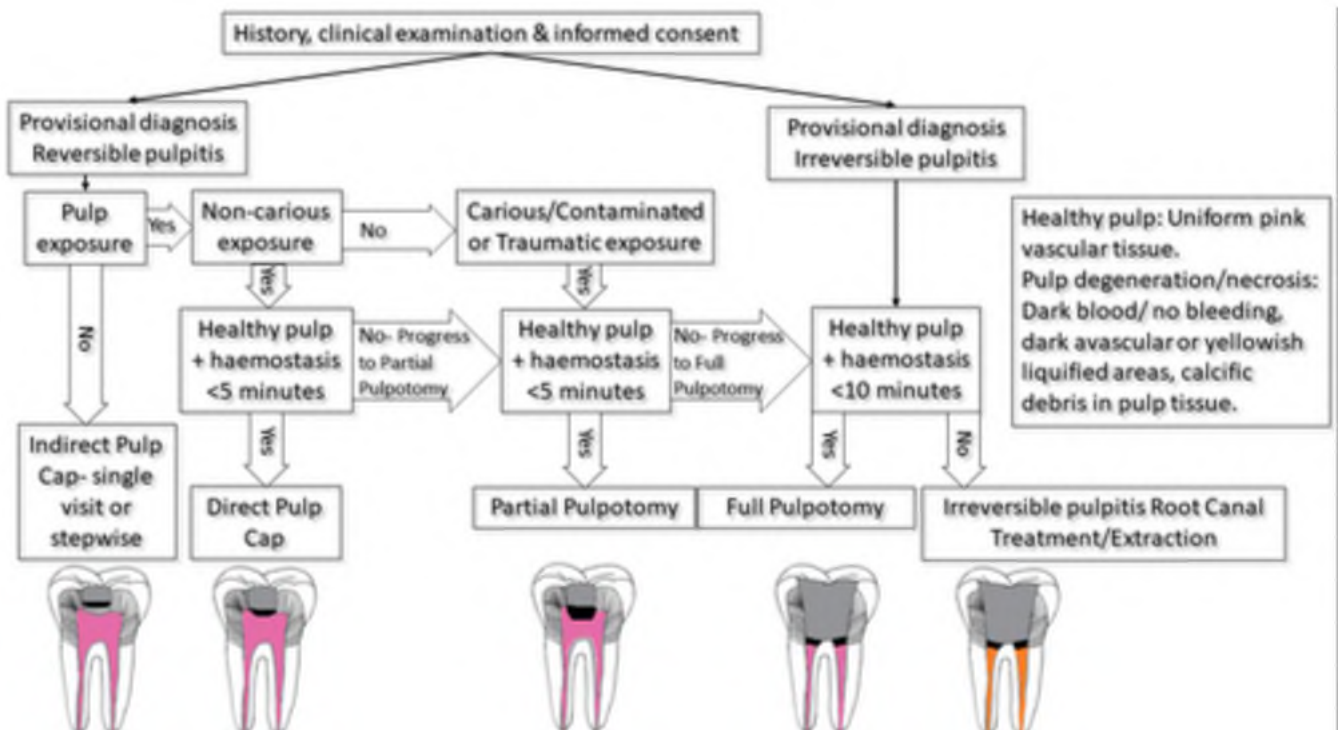 History, clinical examination & informed consent
Provisional diagnosis
Reversible pulpitis
Provisional diagnosis
Irreversible pulpitis
Pulp
exposure
Yes
Non-carious
exposure
No
Carious/Contaminated
or Traumatic exposure
Healthy pulp: Uniform pink
vascular tissue.
Pulp degeneration/necrosis:
Dark blood/ no bleeding,
dark avascular or yellowish
liquified areas, calcific
debris in pulp tissue.
No
Yes
Yes
Healthy pulp
+ haemostasis
<5 minutes
No- Progress
to Partial
Pulpotomy
Healthy pulp
+ haemostasis
<5 minutes
No- Progress
to Full
Pulpotomy
Healthy pulp
+ haemostasis
<10 minutes
Yes
Yes
Yes
No
Indirect Pulp
Cap- single
visit or
stepwise
Direct Pulp
Cap
Partial Pulpotomy
Full Pulpotomy
Irreversible pulpitis Root Canal
Treatment/Extraction